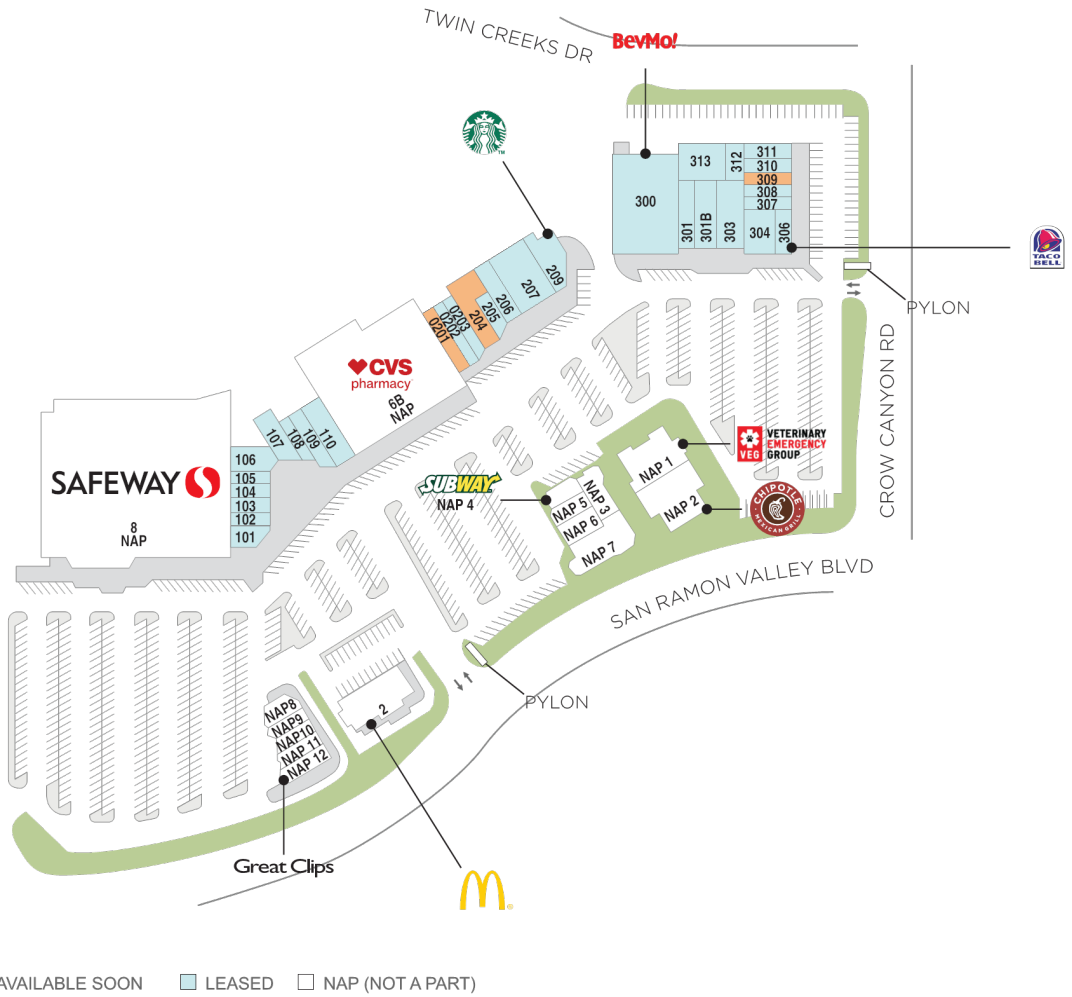 TWIN CREEKS DR
BevMo!
TM
313
312
311
310
309
308
307
300
301
301B
303
304
306
TACO
BELL
PYLON
CROW CANYON RD
209
207
206
205
204
0203
0202
0201
CVS
pharmacy
6B
NAP
110
109
108
107
SAFEWAY
8
NAP
106
105
104
103
102
101
VEG
VETERINARY
EMERGENCY
GROUP
NAP 1
NAP 2
CHIPOTLE
MEXICAN GRILL
SUBWAY
NAP 4
NAP 5
NAP 3
NAP 6
NAP 7
SAN RAMON VALLEY BLVD
PYLON
2
NAP8
NAP9
NAP10
NAP 11
NAP 12
Great Clips
AVAILABLE SOON
LEASED
NAP (NOT A PART)